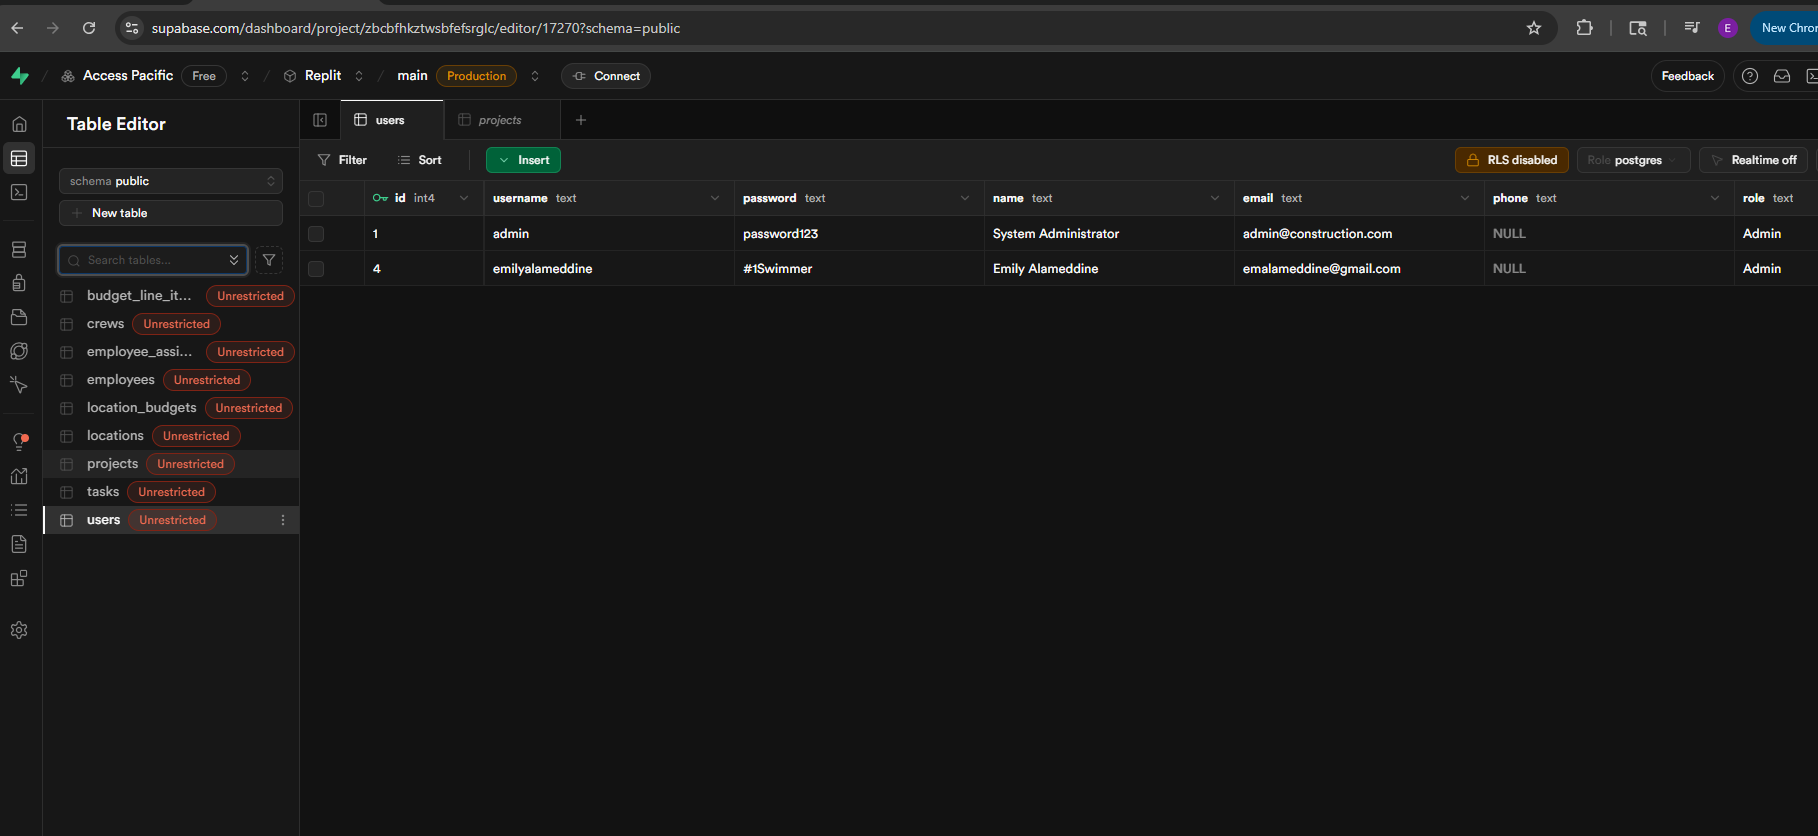 supabase.com/dashboard/project/zbcbfhkztwsbfefsrglc/editor/17270?schema=public
E
New Chror
/ Access Pacific Free / Replit / main Production Connect
Feedback
Table Editor
users
projects
schema public
New table
Search tables...
Filter
Sort
Insert
RLS disabled
Role postgres
Realtime off
id int4 username text password text name text email text phone text role text
1 admin password123 System Administrator admin@construction.com NULL Admin
4 emilyalameddine #1Swimmer Emily Alameddine emalameddine@gmail.com NULL Admin
budget_line_it... Unrestricted
crews Unrestricted
employee_assi... Unrestricted
employees Unrestricted
location_budgets Unrestricted
locations Unrestricted
projects Unrestricted
tasks Unrestricted
users Unrestricted